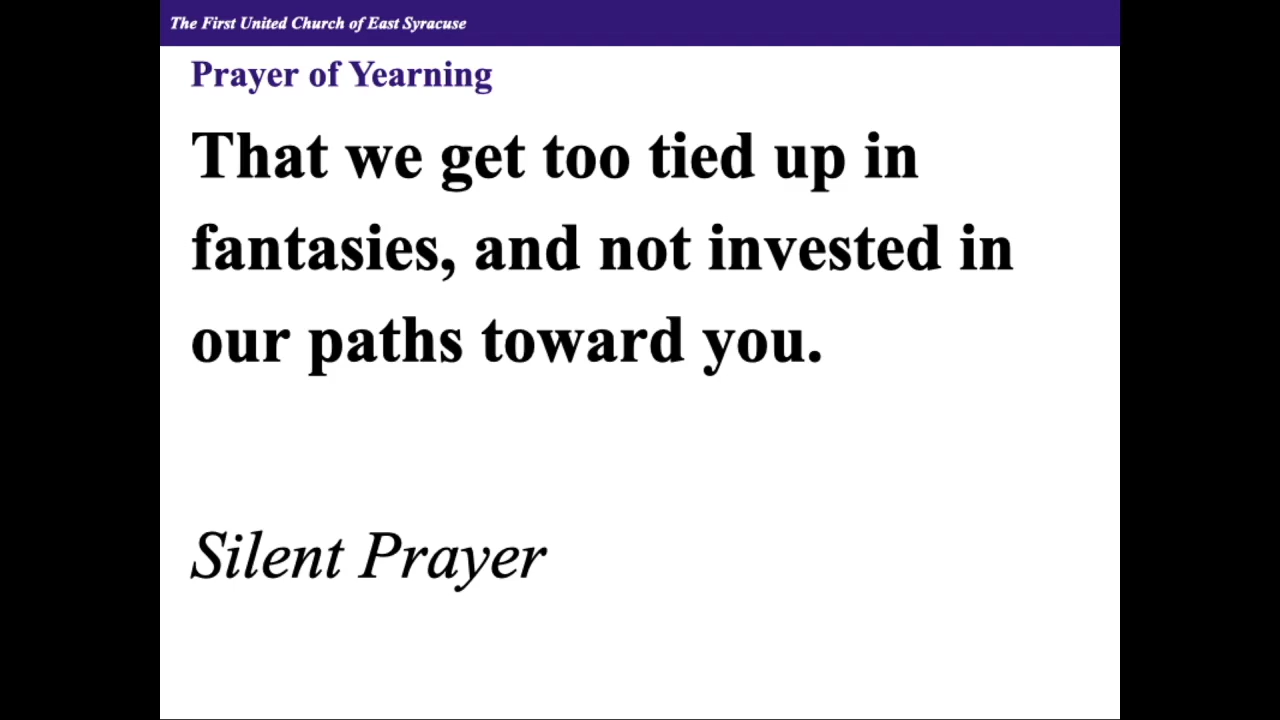 The First United Church of East Syracuse
Prayer of Yearning
That we get too tied up in
fantasies, and not invested in
our paths toward you.
Silent Prayer